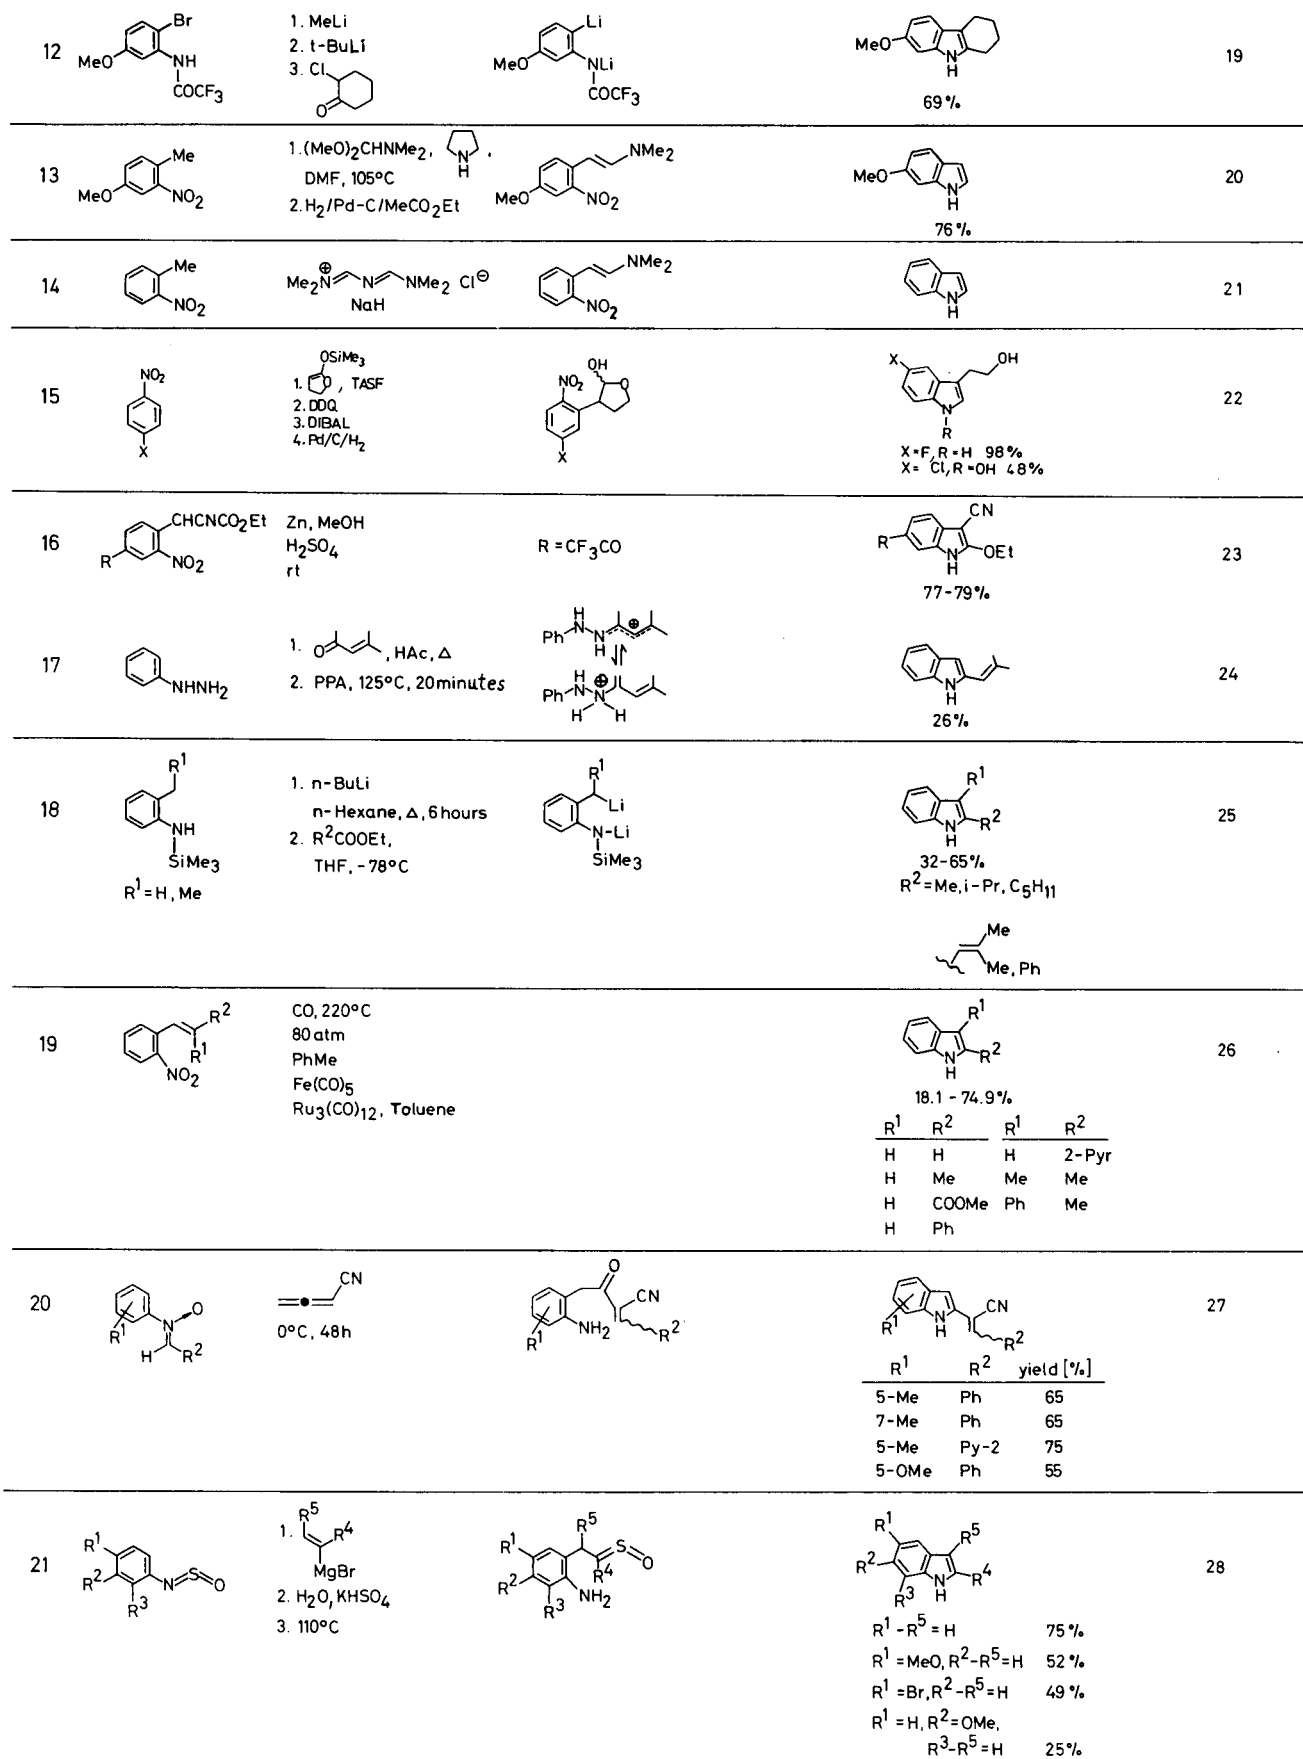 12
Br
MeO
NH
COCF3
1. MeLi
2. t-BuLi
3. Cl
O
Li
MeO
NLi
COCF3
MeO
N
H
69%
19
13
Me
MeO
NO2
1.(MeO)2CHNMe2, N H ,
DMF, 105°C
2.H2/Pd-C/MeCO2Et
NMe2
MeO
NO2
MeO
N
H
76%
20
14
Me
NO2
Me2N⊕ N NMe2 Cl⊖
NaH
NMe2
NO2
N
H
21
15
NO2
X
OSiMe3
1. O , TASF
2.DDQ
3.DIBAL
4.Pd/C/H2
OH
NO2
O
X
X
OH
N
R
X=F, R=H 98%
X= Cl, R=OH 48%
22
16
CHCNCO2Et
R
NO2
Zn, MeOH
H2SO4
rt
R=CF3CO
CN
R
OEt
N
H
77-79%
23
17
NHNH2
1. O , HAc, Δ
2. PPA, 125°C, 20minutes
H
Ph N N ⊕
H
⇌
H
Ph N N ⊕
H H
N
H
26%
24
18
R1
NH
SiMe3
R1=H, Me
1. n-BuLi
n-Hexane, Δ, 6 hours
2. R2COOEt,
THF, -78°C
R1
Li
N-Li
SiMe3
R1
R2
N
H
32-65%
R2=Me, i-Pr, C5H11
Me
Me, Ph
25
19
R2
R1
NO2
CO, 220°C
80 atm
PhMe
Fe(CO)5
Ru3(CO)12, Toluene
R1
R2
N
H
18.1 - 74.9%
R1 R2 R1 R2
H H H 2-Pyr
H Me Me Me
H COOMe Ph Me
H Ph
26
20
R1
N O
H R2
CN
0°C, 48h
O
CN
R1
NH2
R2
R1
N
H
CN
R2
R1 R2 yield [%]
5-Me Ph 65
7-Me Ph 65
5-Me Py-2 75
5-OMe Ph 55
27
21
R1
R2
R3
N S O
1. R5
R4
MgBr
2. H2O, KHSO4
3. 110°C
R5
R1
S O
R4
R2
R3 NH2
R1
R5
R2
R4
R3
N
H
R1-R5=H 75%
R1=MeO, R2-R5=H 52%
R1=Br, R2-R5=H 49%
R1=H, R2=OMe,
R3-R5=H 25%
28